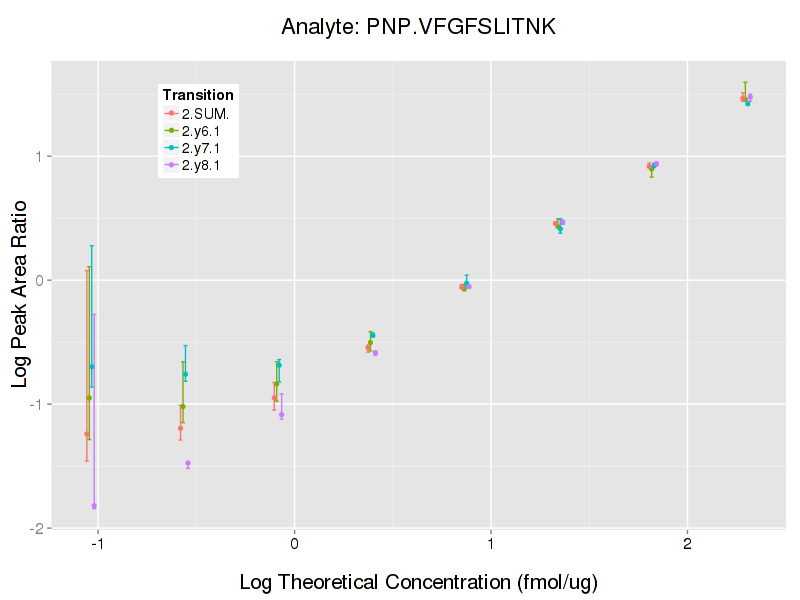 Analyte: PNP.VFGFSLITNK
Transition
2.SUM.
2.y6.1
2.y7.1
2.y8.1
Log Peak Area Ratio
1
0
-1
-2
-1
0
1
2
Log Theoretical Concentration (fmol/ug)